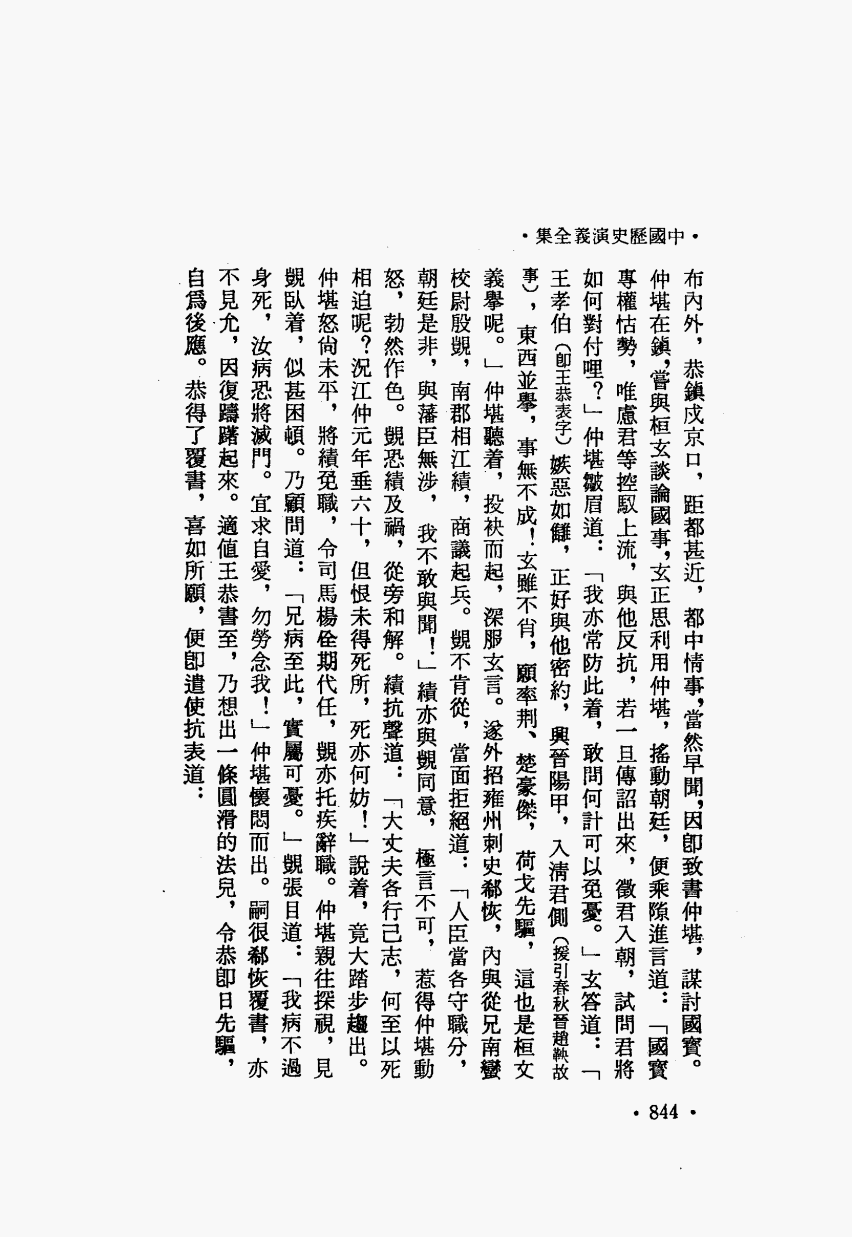 •中國歷史演義全集•
布內外，恭鎮戍京口，距都甚近，都中情事，當然早聞，因卽致書仲堪，謀討國寶。
仲堪在鎮，嘗與桓玄談論國事，玄正思利用仲堪，搖動朝廷，便乘隙進言道：「國寶
專權怙勢，唯慮君等控馭上流，與他反抗，若一旦傳詔出來，徵君入朝，試問君將
如何對付哩？」仲堪皺眉道：「我亦常防此着，敢問何計可以免憂。」玄答道：「
王孝伯（卽王恭表字）嫉惡如讎，正好與他密約，興晉陽甲，入清君側（援引春秋晉趙鞅故
事），東西並舉，事無不成！玄雖不肖，願率荆、楚豪傑，荷戈先驅，這也是桓文
義舉呢。」仲堪聽着，投袂而起，深服玄言。遂外招雍州刺史郗恢，內與從兄南蠻
校尉殷覬，南郡相江績，商議起兵。覬不肯從，當面拒絕道：「人臣當各守職分，
朝廷是非，與藩臣無涉，我不敢與聞！」績亦與覬同意，極言不可，惹得仲堪動
怒，勃然作色。覬恐績及禍，從旁和解。績抗聲道：「大丈夫各行己志，何至以死
相迫呢？況江仲元年垂六十，但恨未得死所，死亦何妨！」說着，竟大踏步趨出。
仲堪怒尙未平，將績免職，令司馬楊佺期代任，覬亦托疾辭職。仲堪親往探視，見
覬臥着，似甚困頓。乃顧問道：「兄病至此，實屬可憂。」覬張目道：「我病不過
身死，汝病恐將滅門。宜求自愛，勿勞念我！」仲堪懷悶而出。嗣很郗恢覆書，亦
不見允，因復躊躇起來。適値王恭書至，乃想出一條圓滑的法兒，令恭卽日先驅，
自爲後應。恭得了覆書，喜如所願，便卽遣使抗表道：
•844•